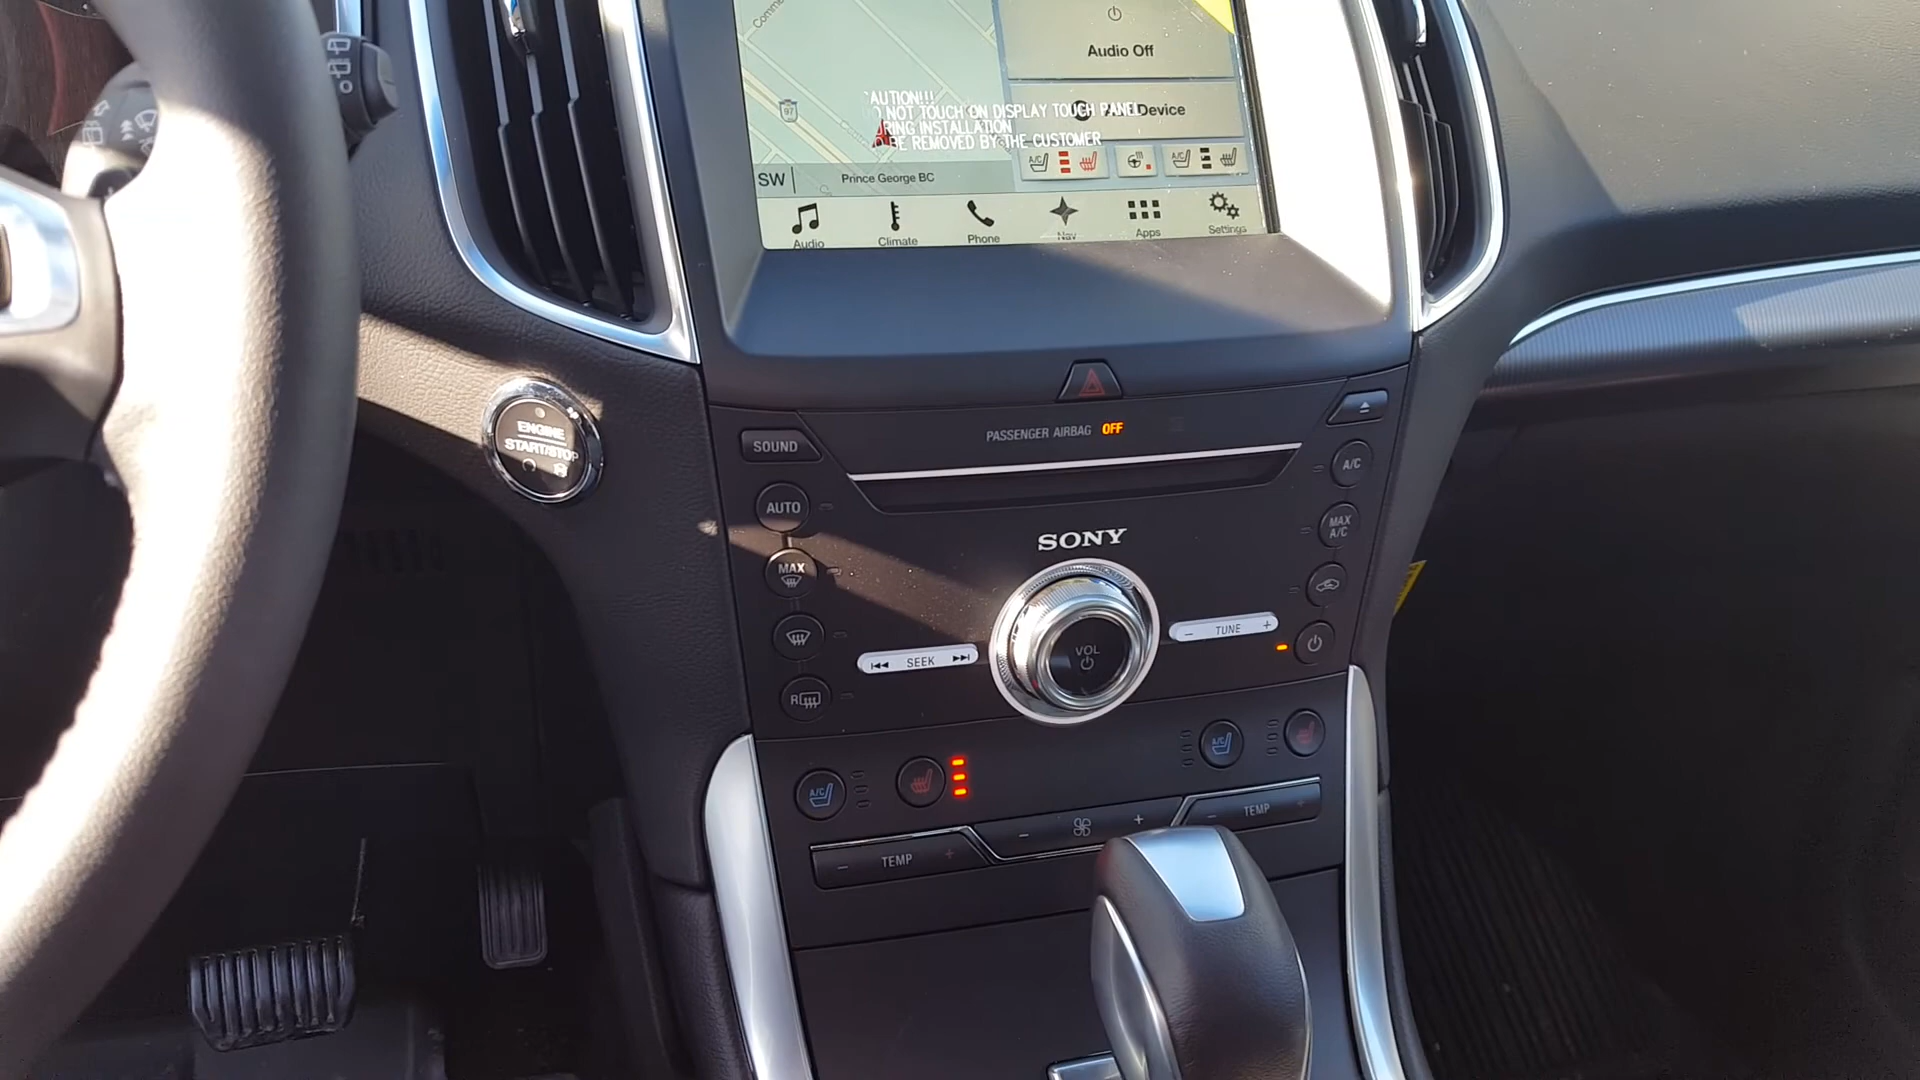 Audio Off
97
AUTION!!!
NOT TOUCH ON DISPLAY TOUCH PANEL
RING INSTALLATION
BE REMOVED BY THE CUSTOMER
Device
A/C
A/C
SW
Prince George BC
Audio
Climate
Phone
Nav
Apps
Settings
ENGINE
START/STOP
PASSENGER AIRBAG OFF
SOUND
A/C
AUTO
MAX
A/C
SONY
MAX
TUNE
VOL
SEEK
R
A/C
A/C
TEMP
TEMP